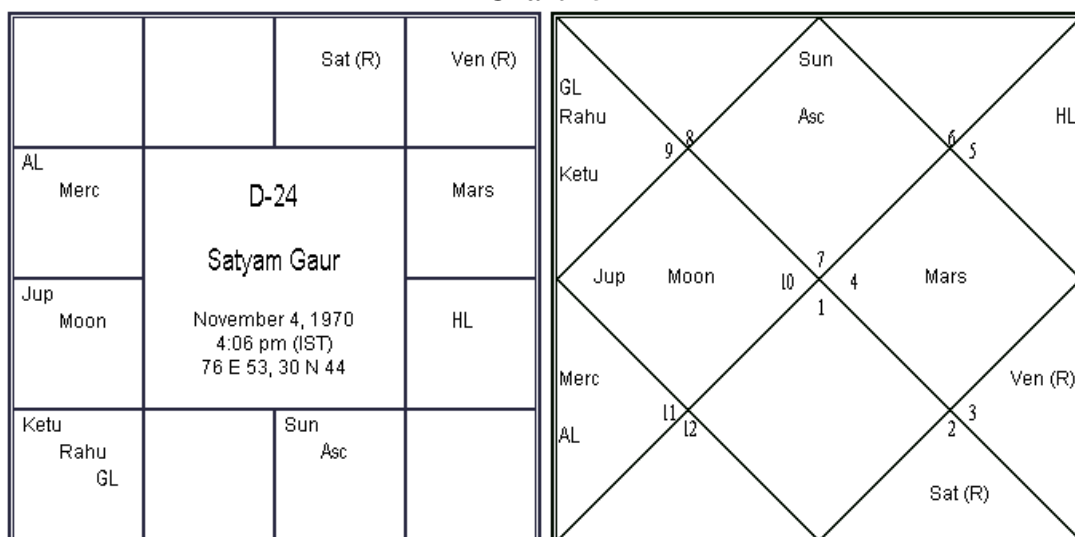 Sat (R)
Ven (R)
AL
Merc
D-24
Satyam Gaur
November 4, 1970
4:06 pm (IST)
76 E 53, 30 N 44
Mars
Jup
Moon
HL
Ketu
Rahu
GL
Sun
Asc
Sun
Asc
GL
Rahu
HL
8
6
9
5
Ketu
7
Jup Moon 10 4 Mars
1
Merc
Ven (R)
11
3
12
2
AL
Sat (R)